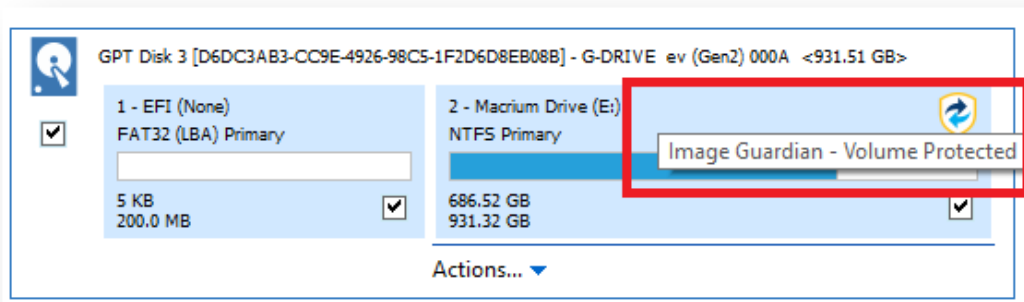 GPT Disk 3 [D6DC3AB3-CC9E-4926-98C5-1F2D6D8EB08B] - G-DRIVE ev (Gen2) 000A <931.51 GB>
1 - EFI (None)
FAT32 (LBA) Primary
5 KB
200.0 MB
2 - Macrium Drive (E:)
NTFS Primary
Image Guardian - Volume Protected
686.52 GB
931.32 GB
Actions...